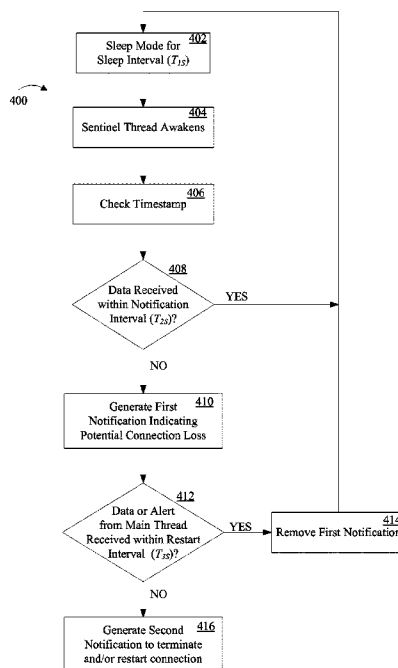 400
402
Sleep Mode for
Sleep Interval (T1S)
404
Sentinel Thread Awakens
406
Check Timestamp
408
Data Received
within Notification
Interval (T2S)?
YES
NO
410
Generate First
Notification Indicating
Potential Connection Loss
412
Data or Alert
from Main Thread
Received within Restart
Interval (T3S)?
YES
414
Remove First Notification
NO
Generate Second
416 Notification to terminate
and/or restart connection